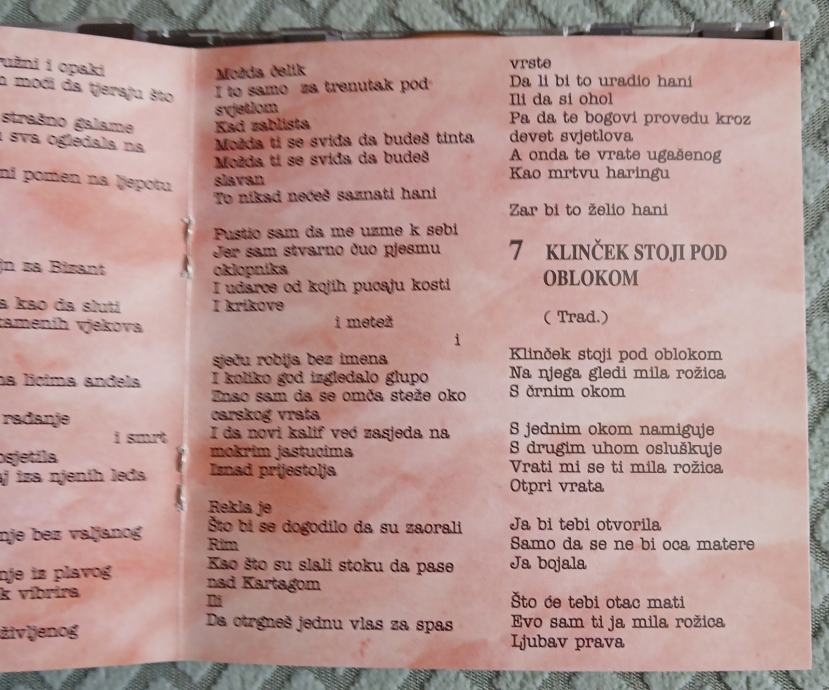 užni i opaki
moći da tjeraju što
strašno galame
sva ogledala na
ni pomen na ljepotu
jn za Bizant
a kao da sluti
kamenih vjekova
na licima anđela
rađanje
i smrt
osjetila
aj iza njenih leđa
nje bez valjanog
nje iz plavog
k vibrira
življenog
Možda čelik
I to samo za trenutak pod
svjetlom
Kad zablista
Možda ti se sviđa da budeš tinta
Možda ti se sviđa da budeš
slavan
To nikad nećeš saznati hani
Pustio sam da me uzme k sebi
Jer sam stvarno čuo pjesmu
oklopnika
I udarce od kojih pucaju kosti
I krikove
i metež
i
sječu robija bez imena
I koliko god izgledalo glupo
Znao sam da se omča steže oko
carskog vrata
I da novi kalif već zasjeda na
mokrim jastucima
Iznad prijestolja
Rekla je
Što bi se dogodilo da su zaorali
Rim
Kao što su slali stoku da pase
nad Kartagom
Ili
Da otrgneš jednu vlas za spas
vrste
Da li bi to uradio hani
Ili da si ohol
Pa da te bogovi provedu kroz
devet svjetlova
A onda te vrate ugašenog
Kao mrtvu haringu
Zar bi to želio hani
7 KLINČEK STOJI POD
OBLOKOM
( Trad.)
Klinček stoji pod oblokom
Na njega gledi mila rožica
S črnim okom
S jednim okom namiguje
S drugim uhom osluškuje
Vrati mi se ti mila rožica
Otpri vrata
Ja bi tebi otvorila
Samo da se ne bi oca matere
Ja bojala
Što će tebi otac mati
Evo sam ti ja mila rožica
Ljubav prava